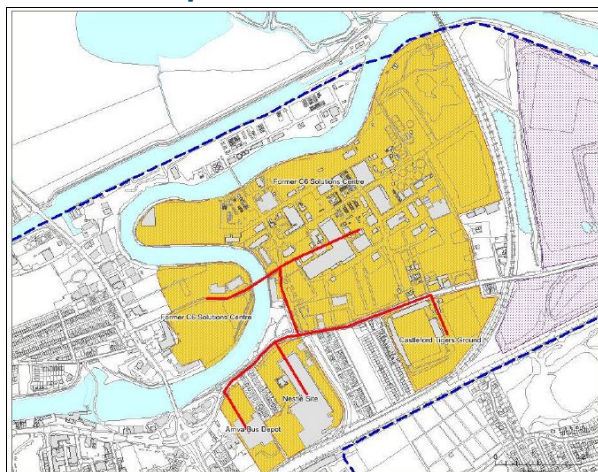 Former C6 Solutions Centre
Former C6 Solutions Centre
Castleford Tigers Ground
Nestle Site
Arriva Bus Depot